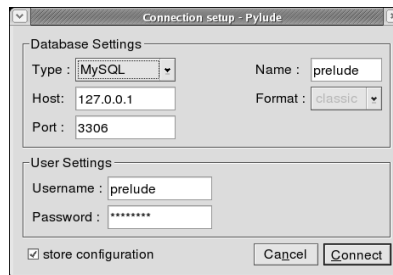 Connection setup - Pylude
Database Settings
Type : MySQL Name : prelude
Host: 127.0.0.1 Format : classic
Port : 3306
User Settings
Username : prelude
Password : ********
store configuration Cancel Connect